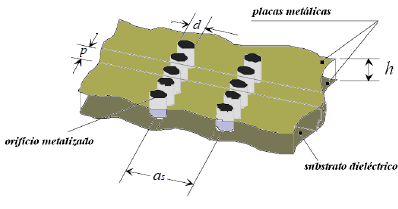 placas metálicas
d
p
h
orifício metalizado
substrato dieléctrico
as